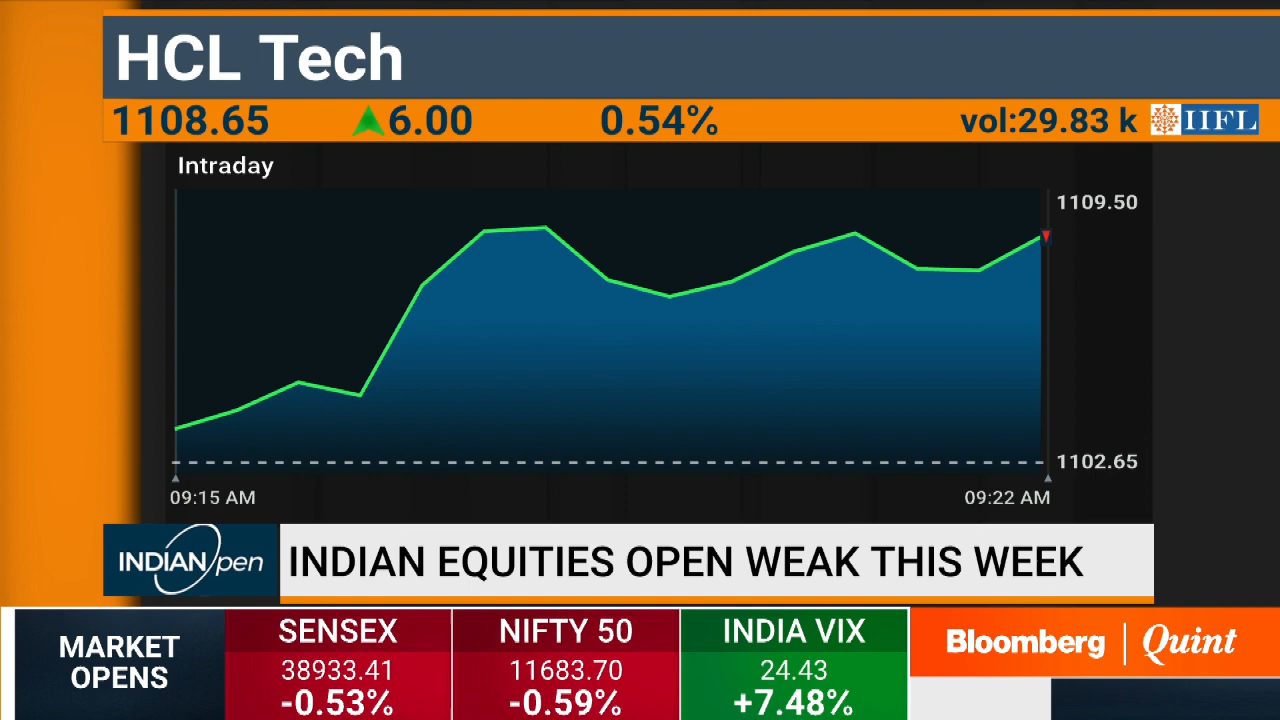 HCL Tech
1108.65 6.00 0.54% vol:29.83 k IIFL
Intraday
1109.50
1102.65
09:15 AM 09:22 AM
INDIAN Open INDIAN EQUITIES OPEN WEAK THIS WEEK
MARKET OPENS
SENSEX
38933.41
-0.53%
NIFTY 50
11683.70
-0.59%
INDIA VIX
24.43
+7.48%
Bloomberg | Quint